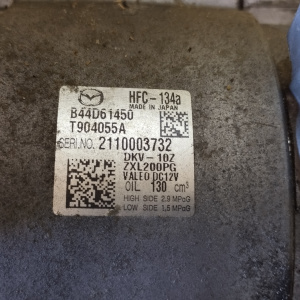 HFC-134a
MADE IN JAPAN
B44D61450
T904055A
SERI.NO. 2110003732
DKV-10Z
ZXL200PG
VALEO DC12V
OIL 130 cm³
HIGH SIDE 2.9 MPaG
LOW SIDE 1.5 MPaG